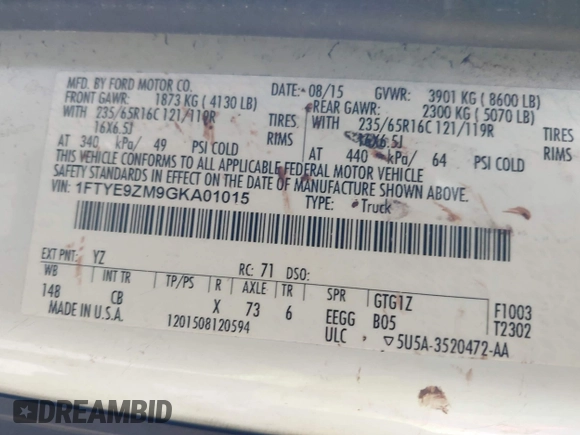 MFD. BY FORD MOTOR CO.
DATE: 08/15 GVWR: 3901 KG ( 8600 LB)
FRONT GAWR: 1873 KG ( 4130 LB) REAR GAWR: 2300 KG ( 5070 LB)
WITH 235/65R16C 121/119R TIRES WITH 235/65R16C 121/119R TIRES
16X6.5J RIMS 16X6.5J RIMS
AT 340 kPa/ 49 PSI COLD AT 440 kPa/ 64 PSI COLD
THIS VEHICLE CONFORMS TO ALL APPLICABLE FEDERAL MOTOR VEHICLE
SAFETY STANDARDS IN EFFECT ON THE DATE OF MANUFACTURE SHOWN ABOVE.
VIN: 1FTYE9ZM9GKA01015 TYPE: Truck
EXT PNT: YZ RC: 71 DSO:
WB INT TR TP/PS R AXLE TR SPR GTG1Z F1003
148 CB X 73 6 EEGG B05 T2302
MADE IN U.S.A. 1201508120594 ULC ▽5U5A-3520472-AA
DREAMBID